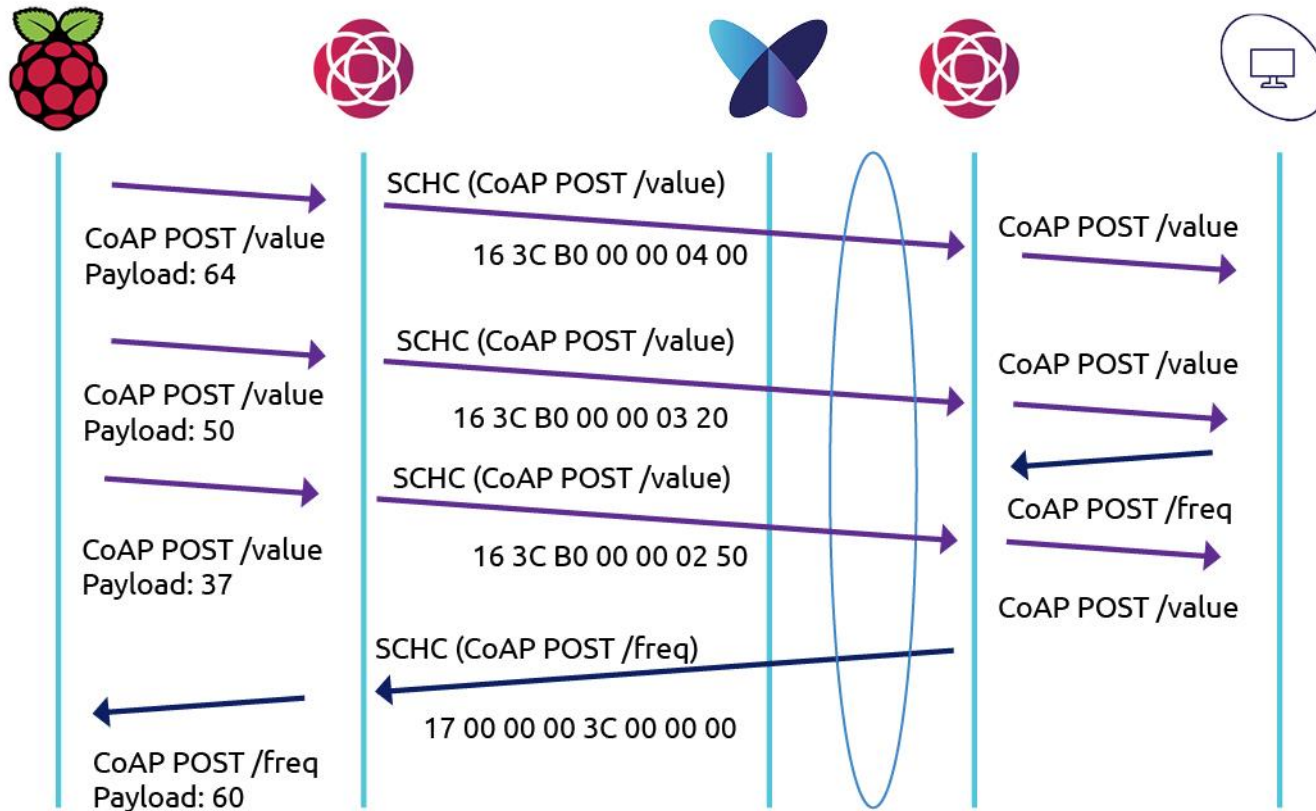 SCHC (CoAP POST /value)
CoAP POST /value
Payload: 64
16 3C B0 00 00 04 00
CoAP POST /value
SCHC (CoAP POST /value)
CoAP POST /value
CoAP POST /value
Payload: 50
16 3C B0 00 00 03 20
SCHC (CoAP POST /value)
CoAP POST /freq
CoAP POST /value
Payload: 37
16 3C B0 00 00 02 50
CoAP POST /value
SCHC (CoAP POST /freq)
17 00 00 00 3C 00 00 00
CoAP POST /freq
Payload: 60